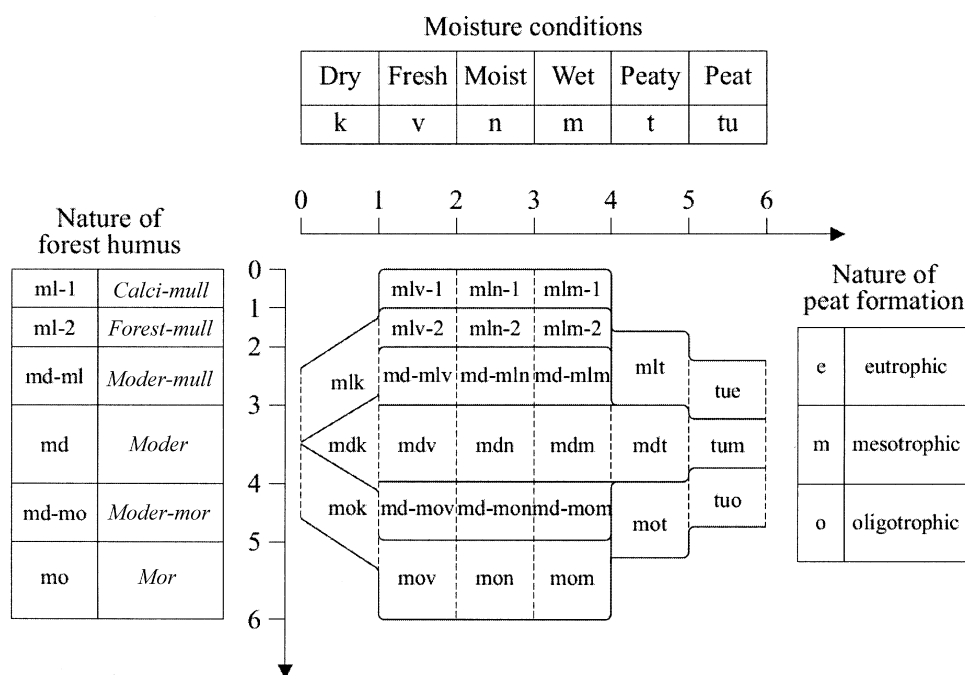 Moisture conditions
Dry Fresh Moist Wet Peaty Peat
k v n m t tu
0 1 2 3 4 5 6
Nature of
forest humus
ml-1 Calci-mull
ml-2 Forest-mull
md-ml Moder-mull
md Moder
md-mo Moder-mor
mo Mor
0
1
2
3
4
5
6
mlv-1 mln-1 mlm-1
mlv-2 mln-2 mlm-2
mlk md-mlv md-mln md-mlm mlt tue
mdk mdv mdn mdm mdt tum
mok md-mov md-mon md-mom mot tuo
mov mon mom
Nature of
peat formation
e eutrophic
m mesotrophic
o oligotrophic